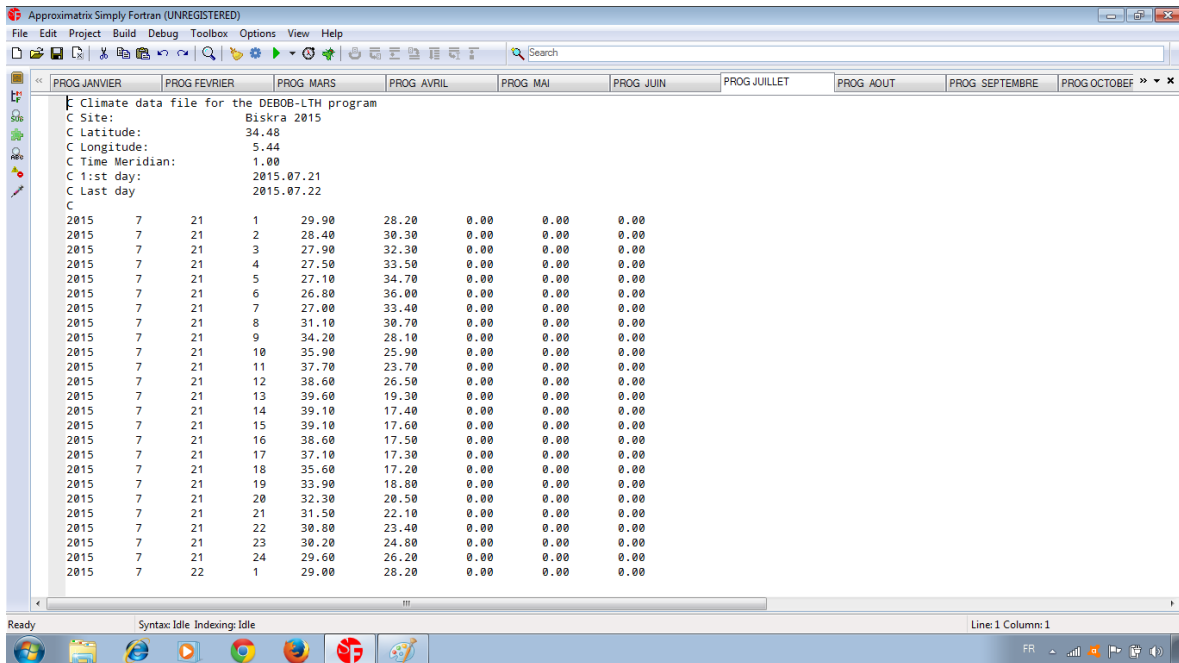 Approximatrix Simply Fortran (UNREGISTERED)
File Edit Project Build Debug Toolbox Options View Help
Search
PROG JANVIER PROG FEVRIER PROG MARS PROG AVRIL PROG MAI PROG JUIN PROG JUILLET PROG AOUT PROG SEPTEMBRE PROG OCTOBER
C Climate data file for the DEBOB-LTH program
C Site: Biskra 2015
C Latitude: 34.48
C Longitude: 5.44
C Time Meridian: 1.00
C 1:st day: 2015.07.21
C Last day 2015.07.22
C
2015 7 21 1 29.90 28.20 0.00 0.00 0.00
2015 7 21 2 28.40 30.30 0.00 0.00 0.00
2015 7 21 3 27.90 32.30 0.00 0.00 0.00
2015 7 21 4 27.50 33.50 0.00 0.00 0.00
2015 7 21 5 27.10 34.70 0.00 0.00 0.00
2015 7 21 6 26.80 36.00 0.00 0.00 0.00
2015 7 21 7 27.00 33.40 0.00 0.00 0.00
2015 7 21 8 31.10 30.70 0.00 0.00 0.00
2015 7 21 9 34.20 28.10 0.00 0.00 0.00
2015 7 21 10 35.90 25.90 0.00 0.00 0.00
2015 7 21 11 37.70 23.70 0.00 0.00 0.00
2015 7 21 12 38.60 26.50 0.00 0.00 0.00
2015 7 21 13 39.60 19.30 0.00 0.00 0.00
2015 7 21 14 39.10 17.40 0.00 0.00 0.00
2015 7 21 15 39.10 17.60 0.00 0.00 0.00
2015 7 21 16 38.60 17.50 0.00 0.00 0.00
2015 7 21 17 37.10 17.30 0.00 0.00 0.00
2015 7 21 18 35.60 17.20 0.00 0.00 0.00
2015 7 21 19 33.90 18.80 0.00 0.00 0.00
2015 7 21 20 32.30 20.50 0.00 0.00 0.00
2015 7 21 21 31.50 22.10 0.00 0.00 0.00
2015 7 21 22 30.80 23.40 0.00 0.00 0.00
2015 7 21 23 30.20 24.80 0.00 0.00 0.00
2015 7 21 24 29.60 26.20 0.00 0.00 0.00
2015 7 22 1 29.00 28.20 0.00 0.00 0.00
Ready Syntax: Idle Indexing: Idle Line: 1 Column: 1
FR